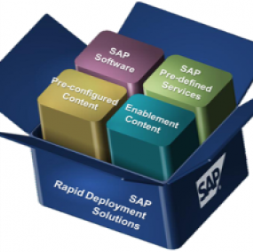 SAP
Software
SAP
Pre-defined
Services
Pre-configured
Content
Enablement
Content
SAP
Rapid Deployment
Solutions
SAP